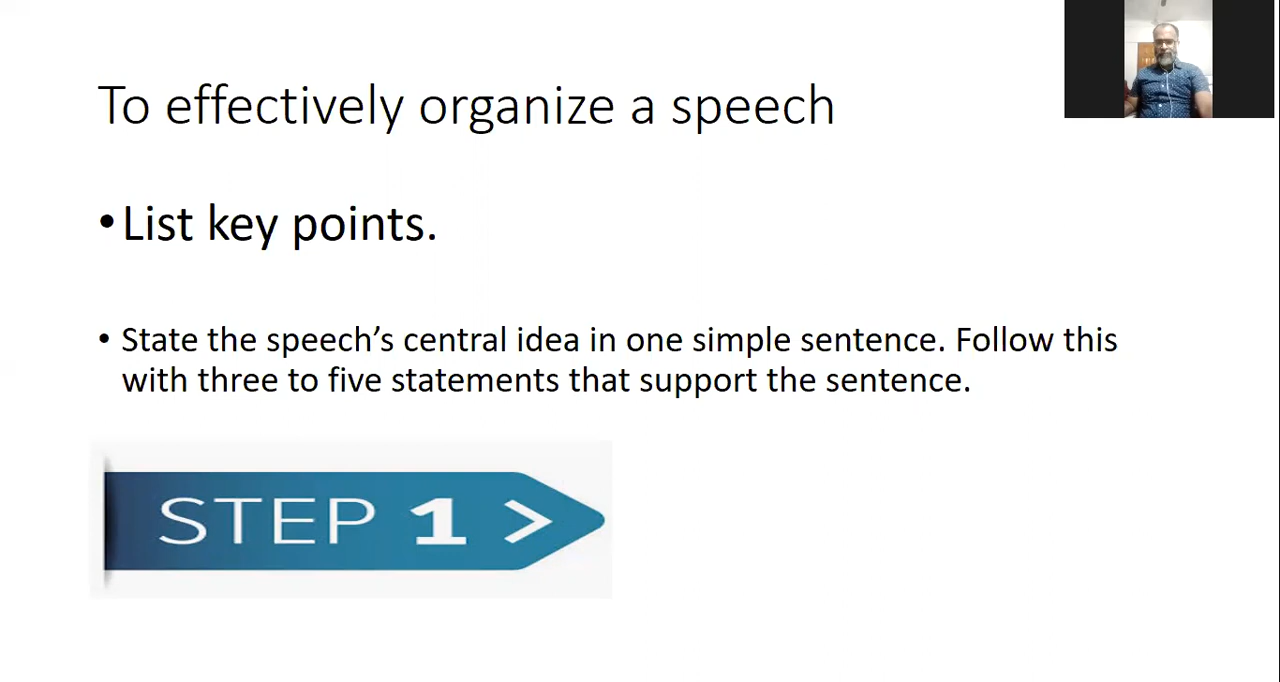 To effectively organize a speech
•List key points.
• State the speech’s central idea in one simple sentence. Follow this
with three to five statements that support the sentence.
STEP 1 >